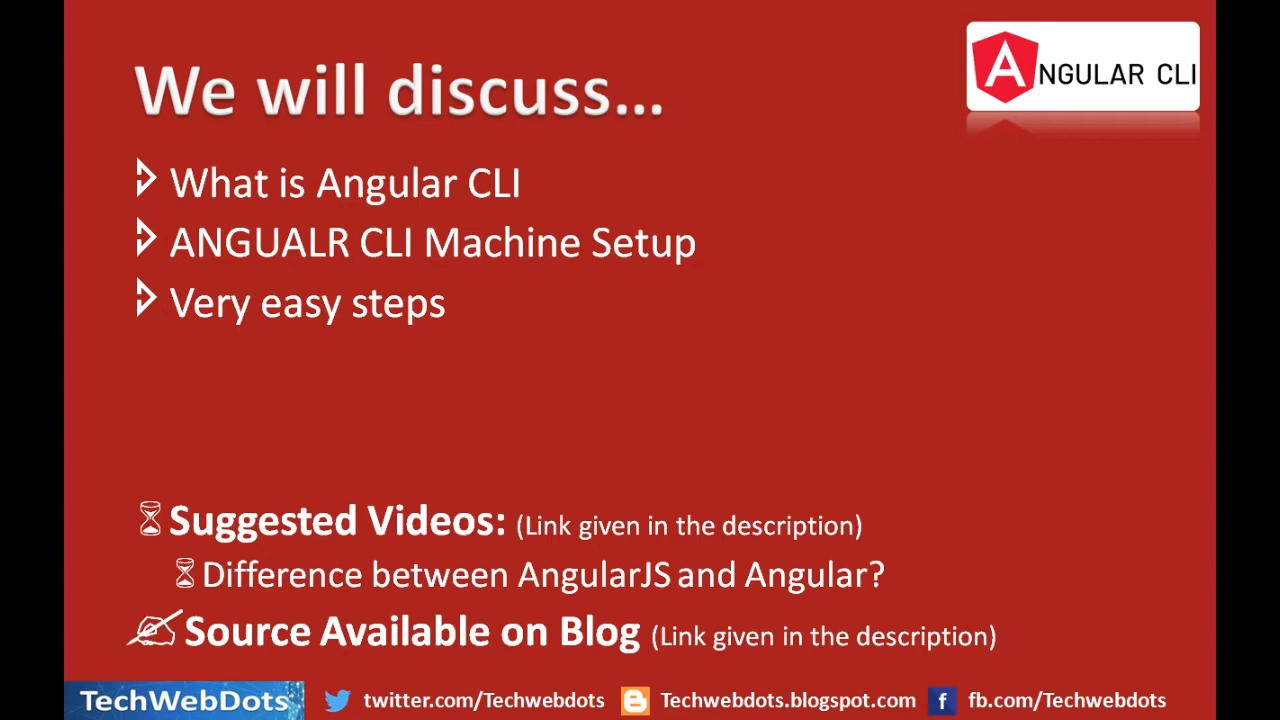 We will discuss...
ANGULAR CLI
What is Angular CLI
ANGUALR CLI Machine Setup
Very easy steps
Suggested Videos: (Link given in the description)
Difference between AngularJS and Angular?
Source Available on Blog (Link given in the description)
TechWebDots twitter.com/Techwebdots Techwebdots.blogspot.com fb.com/Techwebdots